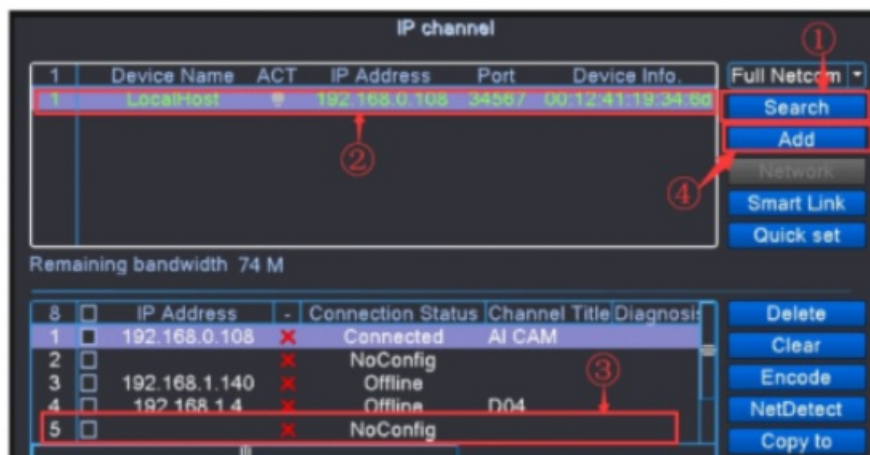 IP channel
①
1 Device Name ACT IP Address Port Device Info. Full Netcom
1 LocalHost 192.168.0.108 34567 00:12:41:19:34:6d Search
② Add
④ Network
Smart Link
Quick set
Remaining bandwidth 74 M
8 IP Address - Connection Status Channel Title Diagnosis Delete
1 192.168.0.108 Connected AI CAM Clear
2 NoConfig
③
3 192.168.1.140 Offline Encode
4 192.168.1.4 Offline D04 NetDetect
5 NoConfig Copy to